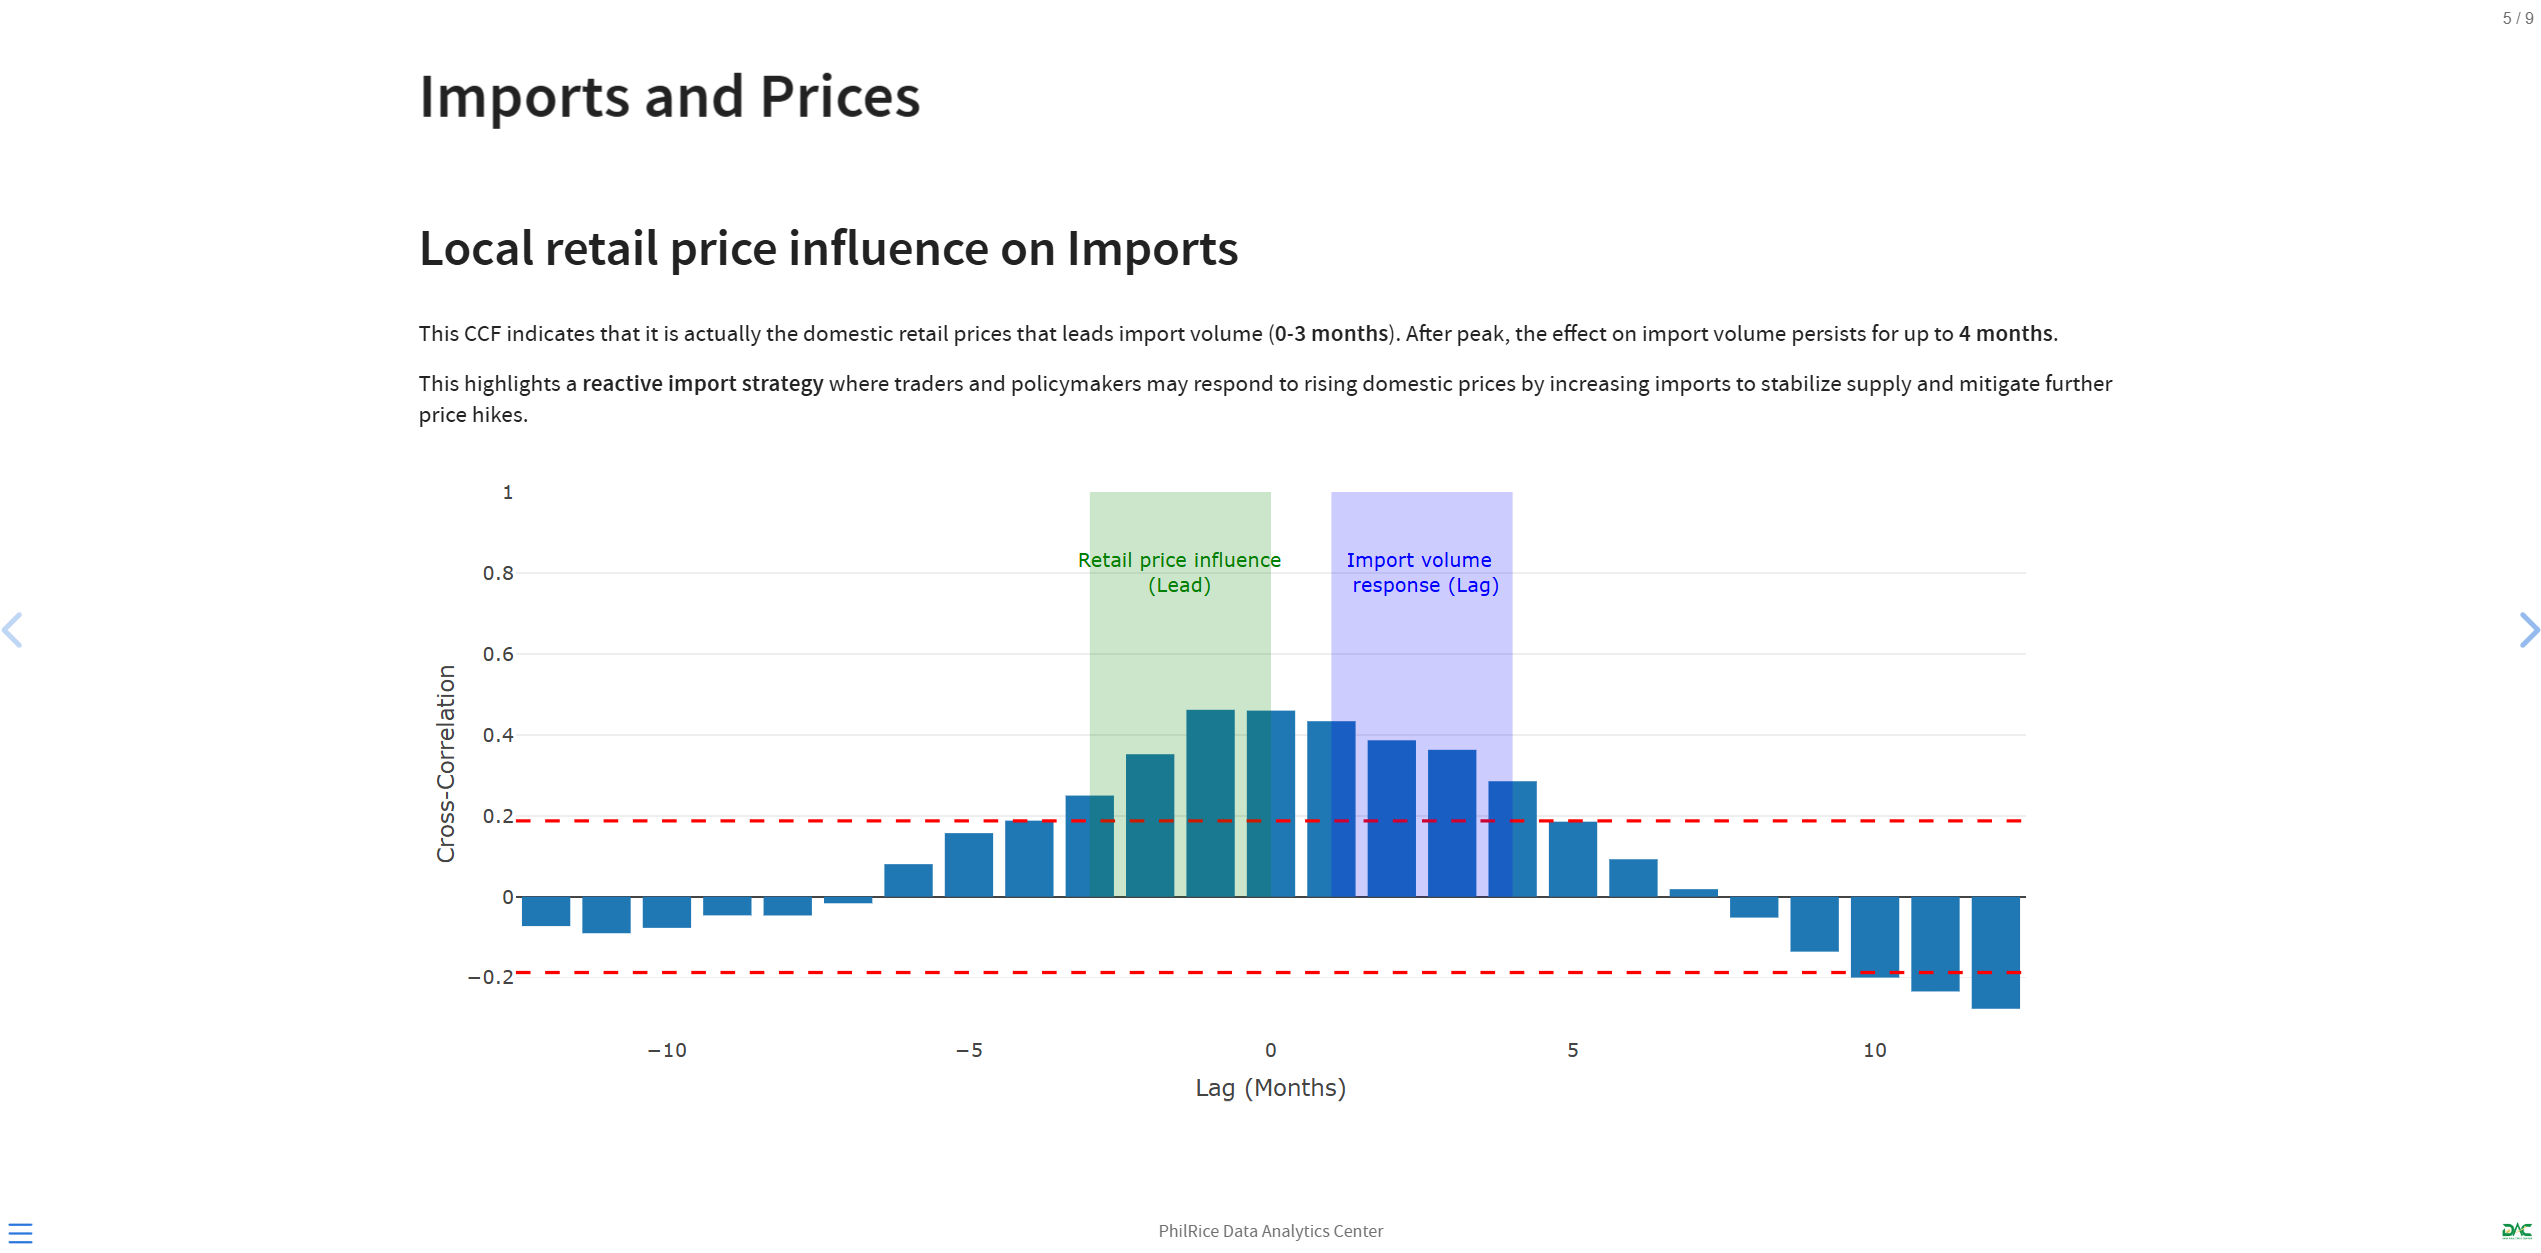 5 / 9
Imports and Prices
Local retail price influence on Imports
This CCF indicates that it is actually the domestic retail prices that leads import volume (0-3 months). After peak, the effect on import volume persists for up to 4 months.
This highlights a reactive import strategy where traders and policymakers may respond to rising domestic prices by increasing imports to stabilize supply and mitigate further
price hikes.
1
0.8
0.6
0.4
0.2
0
−0.2
Cross-Correlation
Retail price influence
(Lead)
Import volume
response (Lag)
−10
−5
0
5
10
Lag (Months)
PhilRice Data Analytics Center
DAC